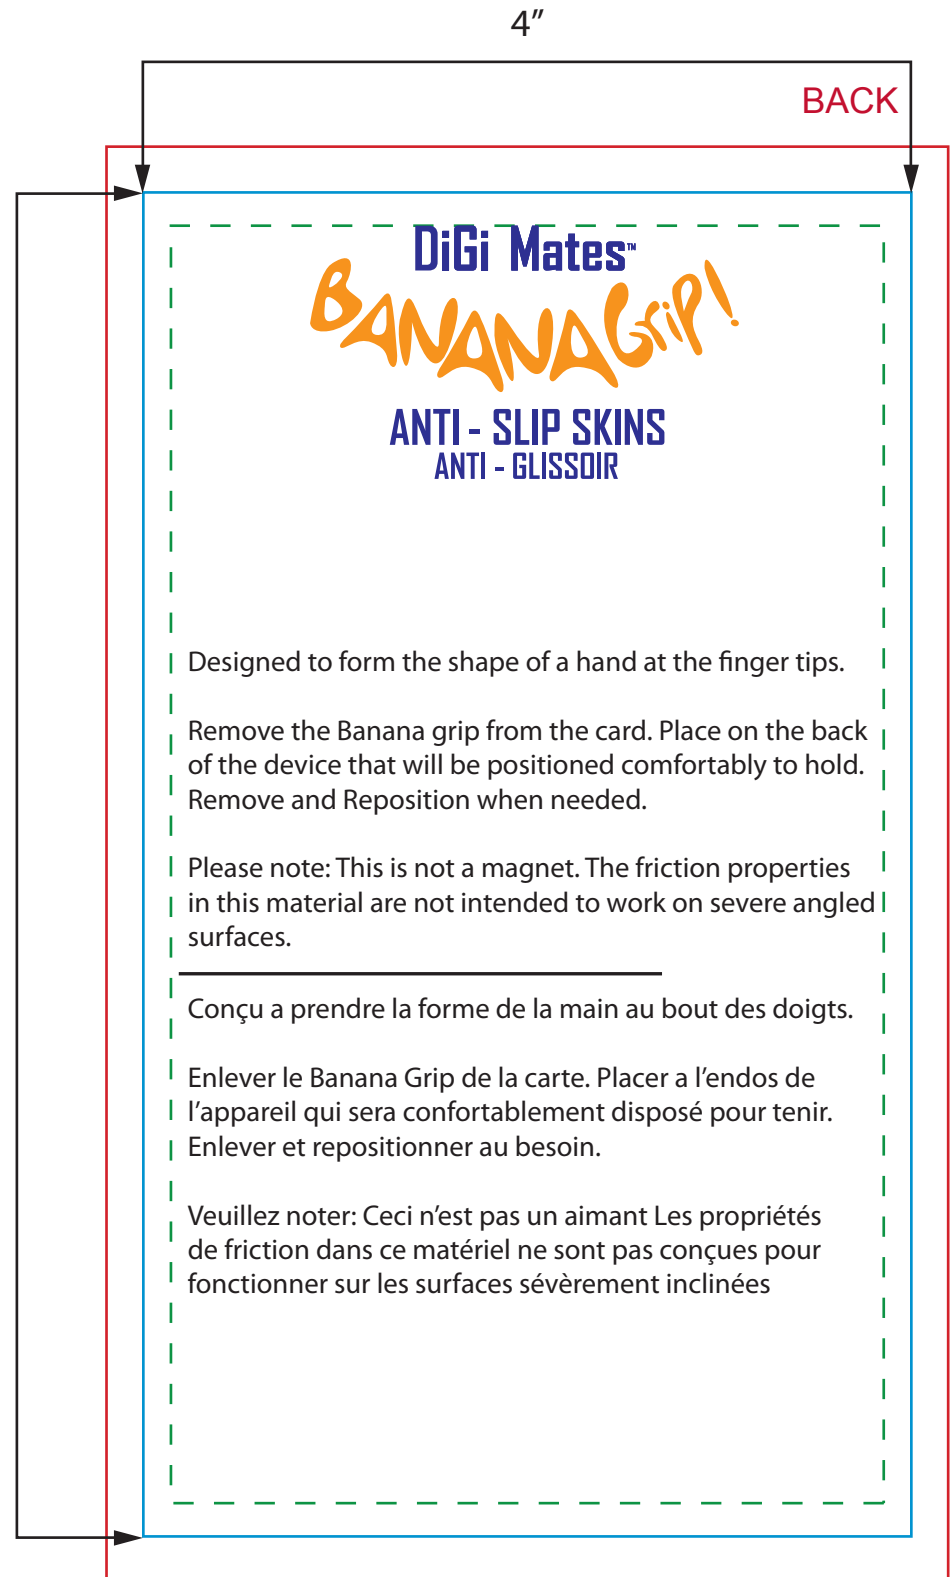 4″
BACK
DiGi Mates™
BANANA Grip!
ANTI - SLIP SKINS
ANTI - GLISSOIR
Designed to form the shape of a hand at the finger tips.
Remove the Banana grip from the card. Place on the back
of the device that will be positioned comfortably to hold.
Remove and Reposition when needed.
Please note: This is not a magnet. The friction properties
in this material are not intended to work on severe angled
surfaces.
Conçu a prendre la forme de la main au bout des doigts.
Enlever le Banana Grip de la carte. Placer a l’endos de
l’appareil qui sera confortablement disposé pour tenir.
Enlever et repositionner au besoin.
Veuillez noter: Ceci n’est pas un aimant Les propriétés
de friction dans ce matériel ne sont pas conçues pour
fonctionner sur les surfaces sévèrement inclinées